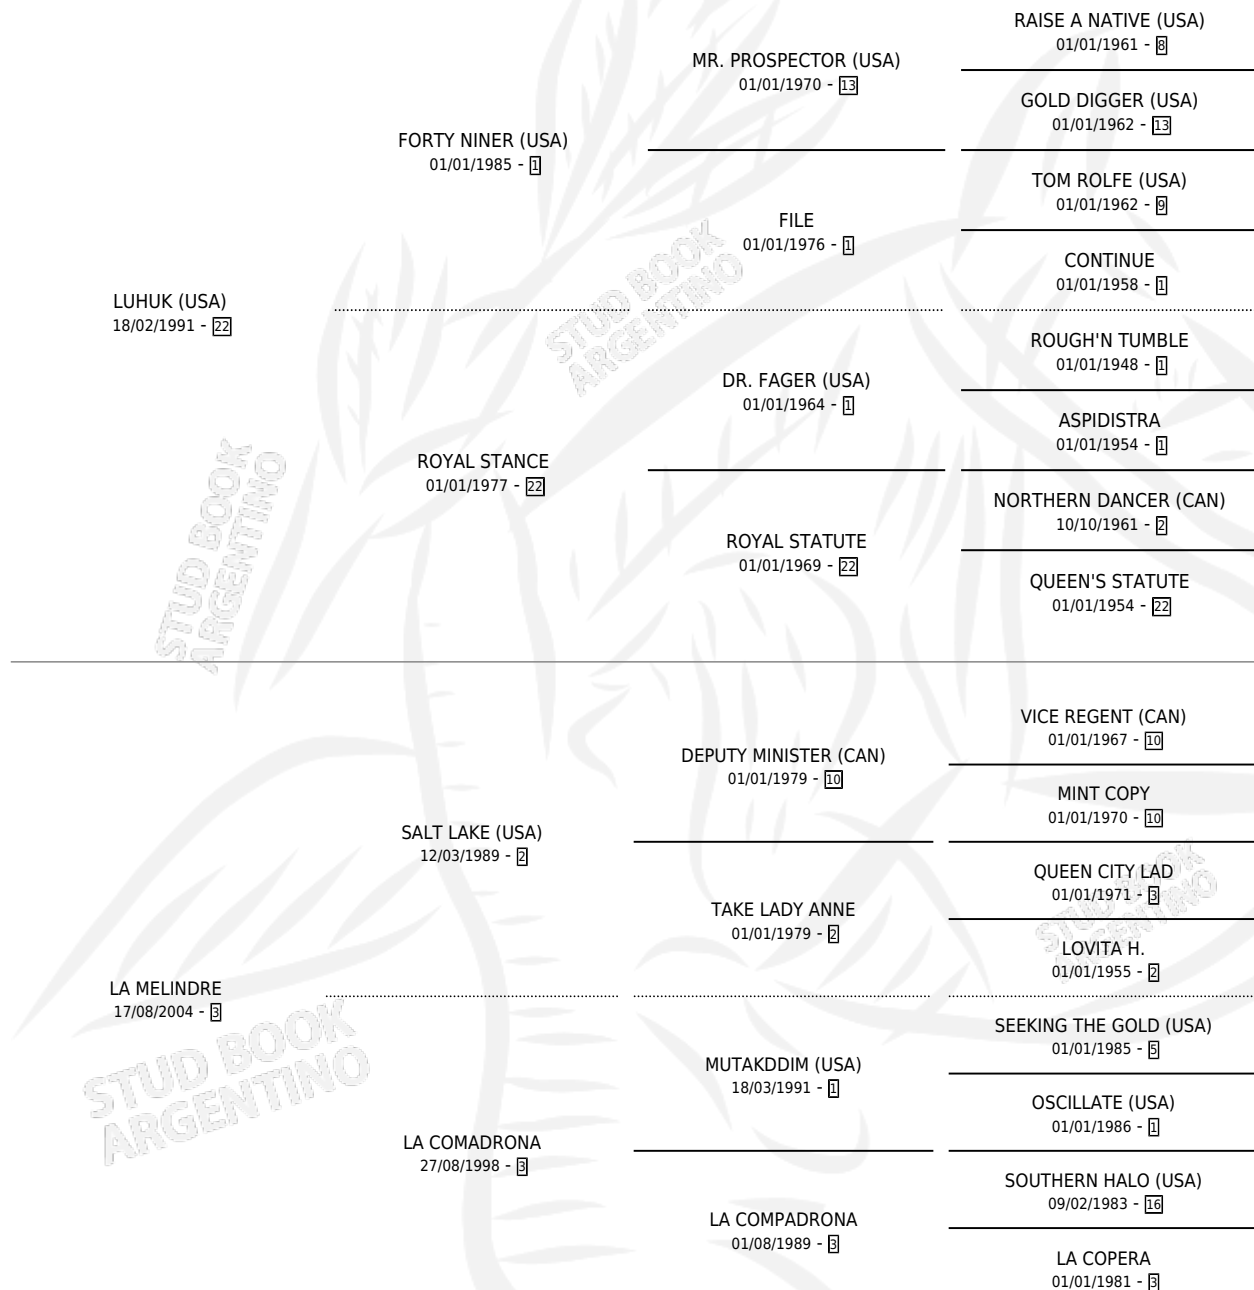 RAISE A NATIVE (USA)
01/01/1961 - 8
MR. PROSPECTOR (USA)
01/01/1970 - 13
GOLD DIGGER (USA)
01/01/1962 - 13
FORTY NINER (USA)
01/01/1985 - 1
TOM ROLFE (USA)
01/01/1962 - 9
FILE
01/01/1976 - 1
CONTINUE
01/01/1958 - 1
LUHUK (USA)
18/02/1991 - 22
STUD BOOK
ARGENTINO
ROUGH'N TUMBLE
01/01/1948 - 1
DR. FAGER (USA)
01/01/1964 - 1
ASPIDISTRA
01/01/1954 - 1
ROYAL STANCE
01/01/1977 - 22
NORTHERN DANCER (CAN)
10/10/1961 - 2
ROYAL STATUTE
01/01/1969 - 22
QUEEN'S STATUTE
01/01/1954 - 22
STUD BOOK
ARGENTINO
VICE REGENT (CAN)
01/01/1967 - 10
DEPUTY MINISTER (CAN)
01/01/1979 - 10
MINT COPY
01/01/1970 - 10
SALT LAKE (USA)
12/03/1989 - 2
QUEEN CITY LAD
01/01/1971 - 3
TAKE LADY ANNE
01/01/1979 - 2
STUD BOOK
ARGENTINO
LOVITA H.
01/01/1955 - 2
LA MELINDRE
17/08/2004 - 3
STUD BOOK
ARGENTINO
SEEKING THE GOLD (USA)
01/01/1985 - 5
MUTAKDDIM (USA)
18/03/1991 - 1
OSCILLATE (USA)
01/01/1986 - 1
LA COMADRONA
27/08/1998 - 3
SOUTHERN HALO (USA)
09/02/1983 - 16
LA COMPADRONA
01/08/1989 - 3
LA COPERA
01/01/1981 - 3